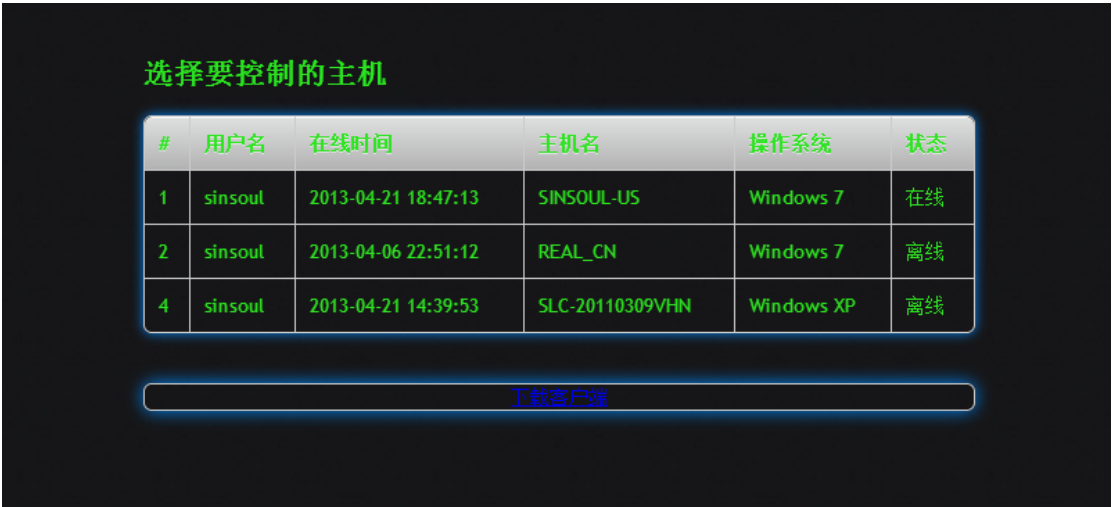 选择要控制的主机
# 用户名 在线时间 主机名 操作系统 状态
1 sinsoul 2013-04-21 18:47:13 SINSOUL-US Windows 7 在线
2 sinsoul 2013-04-06 22:51:12 REAL_CN Windows 7 离线
4 sinsoul 2013-04-21 14:39:53 SLC-20110309VHN Windows XP 离线
下载客户端